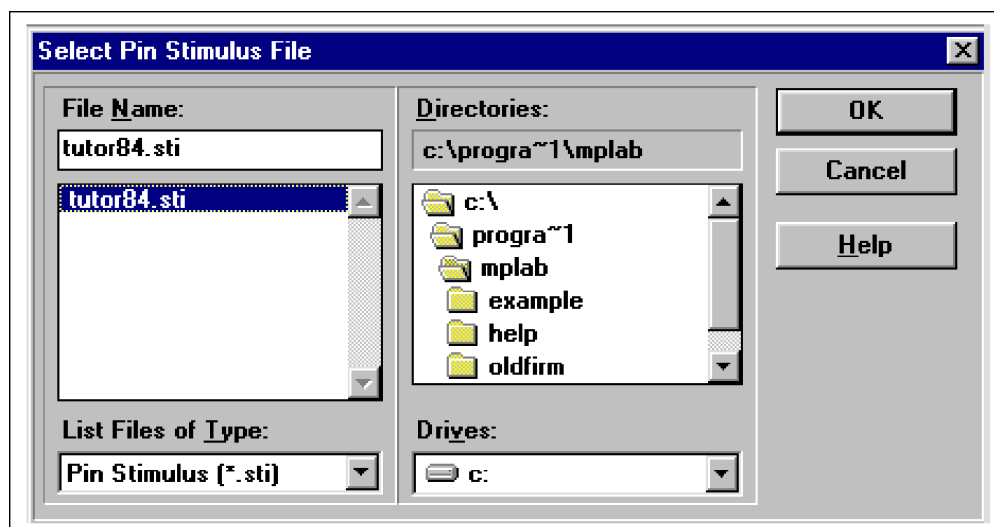 Select Pin Stimulus File
File Name:
tutor84.sti
tutor84.sti
List Files of Type:
Pin Stimulus (*.sti)
Directories:
c:\progra~1\mplab
c:\
progra~1
mplab
example
help
oldfirm
Drives:
c:
OK
Cancel
Help